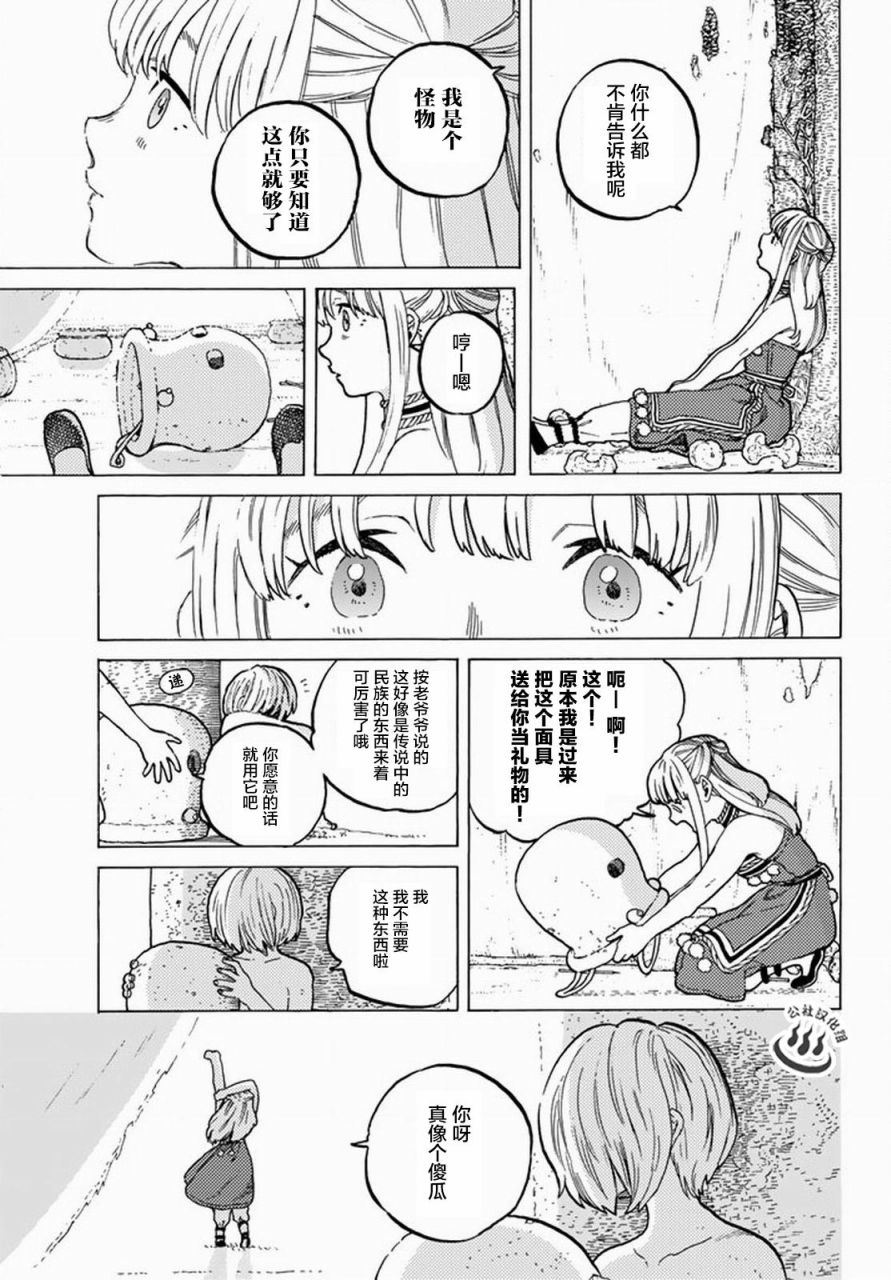 你什么都
不肯告诉我呢
我是个
怪物
你只要知道
这点就够了
哼—嗯
呃— 啊！
这个！
原本我是过来
把这个面具
送给你当礼物的！
按老爷爷说的
这好像是传说中的
民族的东西来着
可厉害了哦
你愿意的话
就用它吧
递
我
我不需要
这种东西啦
公社汉化组
你呀
真像个傻瓜